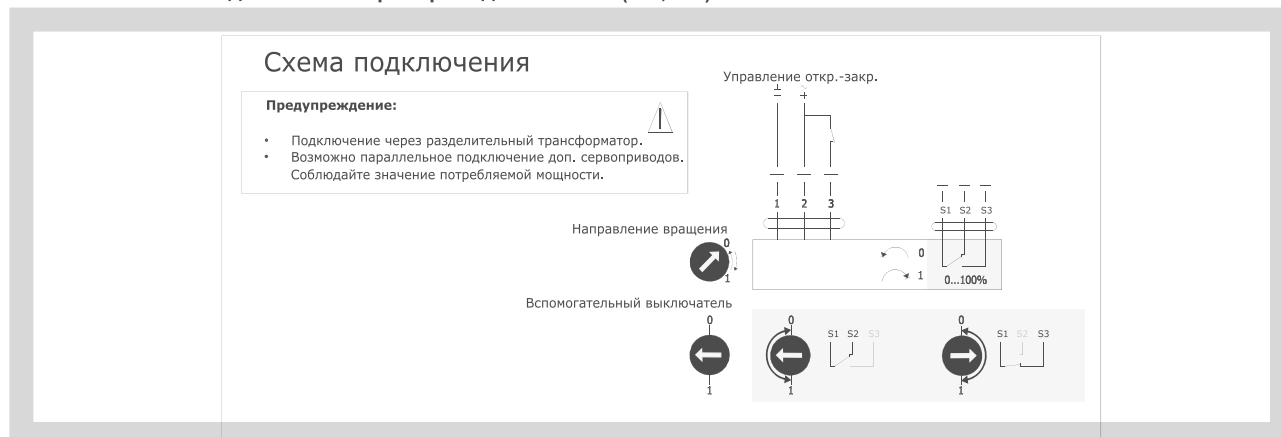 Схема подключения
Предупреждение:
• Подключение через разделительный трансформатор.
• Возможно параллельное подключение доп. сервоприводов.
Соблюдайте значение потребляемой мощности.
Управление откр.-закр.
~
1 2 3
S1 S2 S3
Направление вращения
0
1
0
1
0...100%
Вспомогательный выключатель
0
1
0
1
S1 S2 S3
0
1
S1 S2 S3